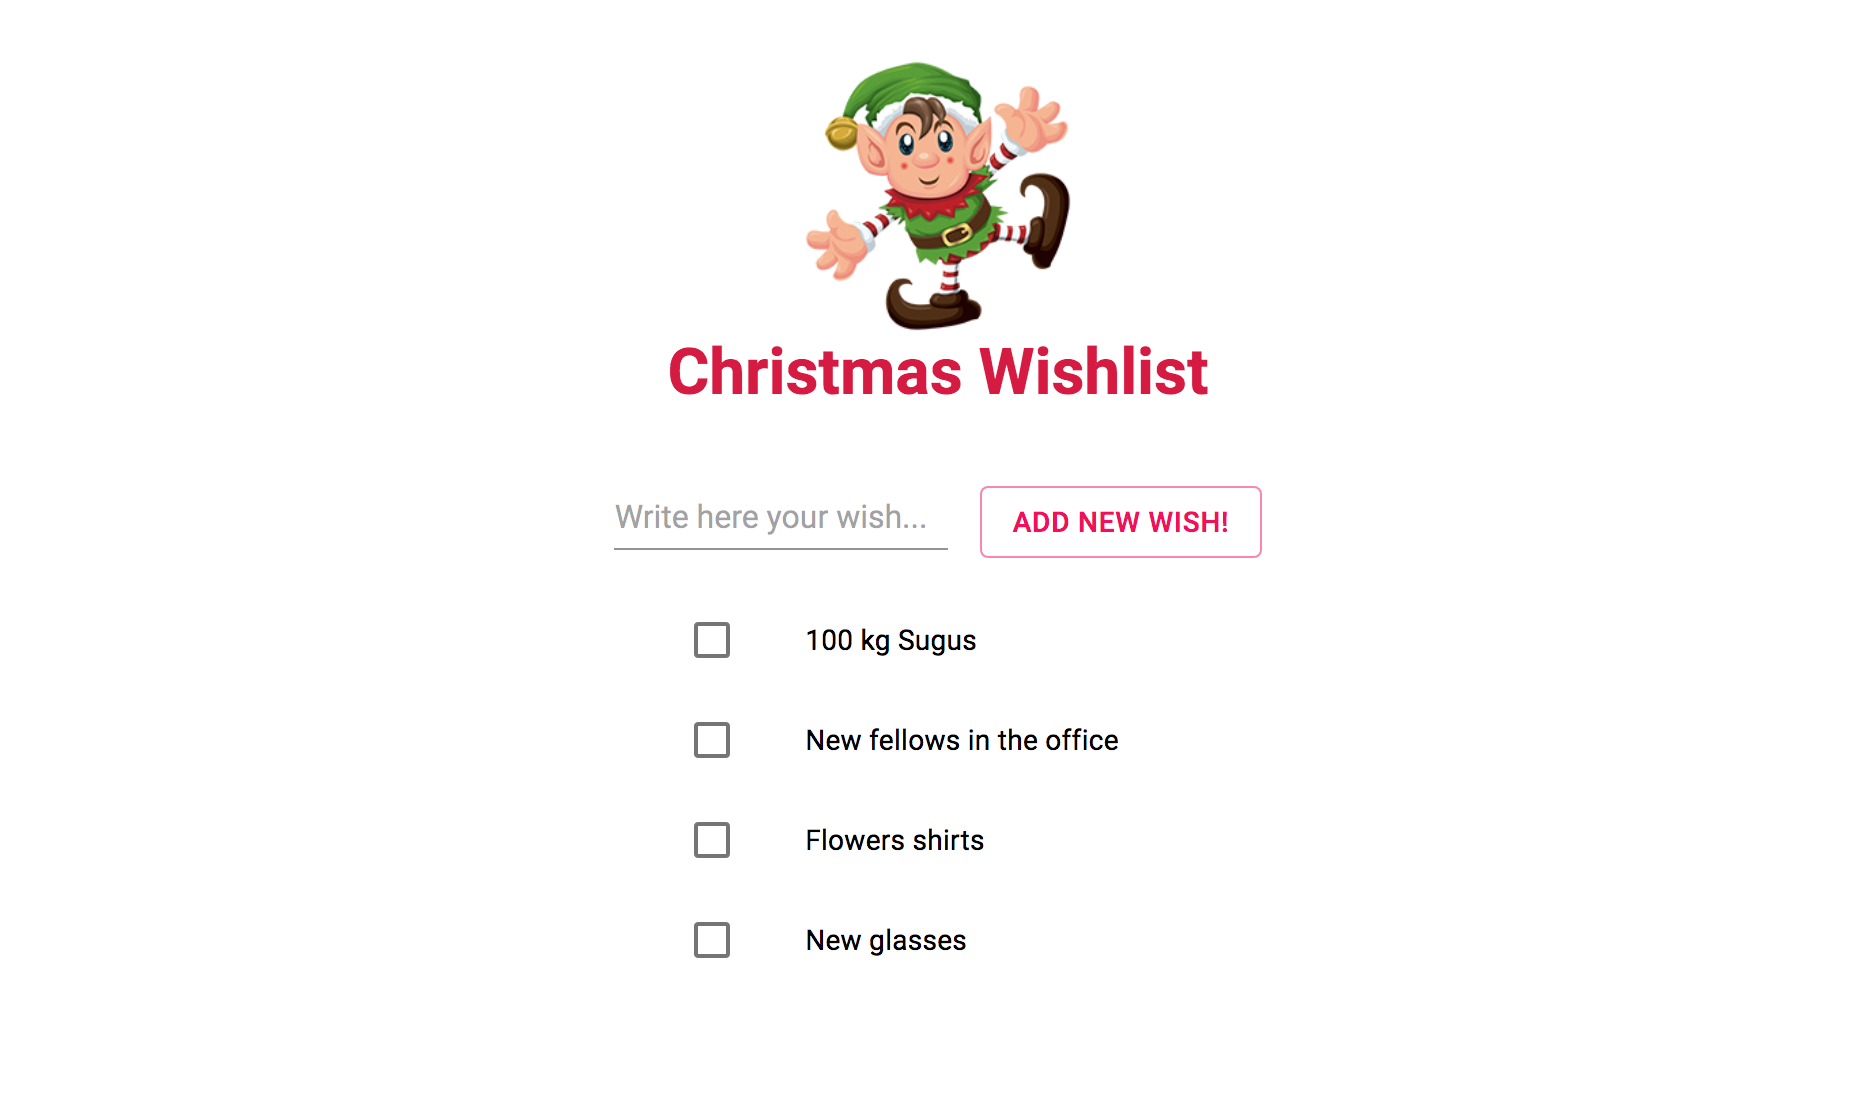 Christmas Wishlist
Write here your wish...
ADD NEW WISH!
100 kg Sugus
New fellows in the office
Flowers shirts
New glasses